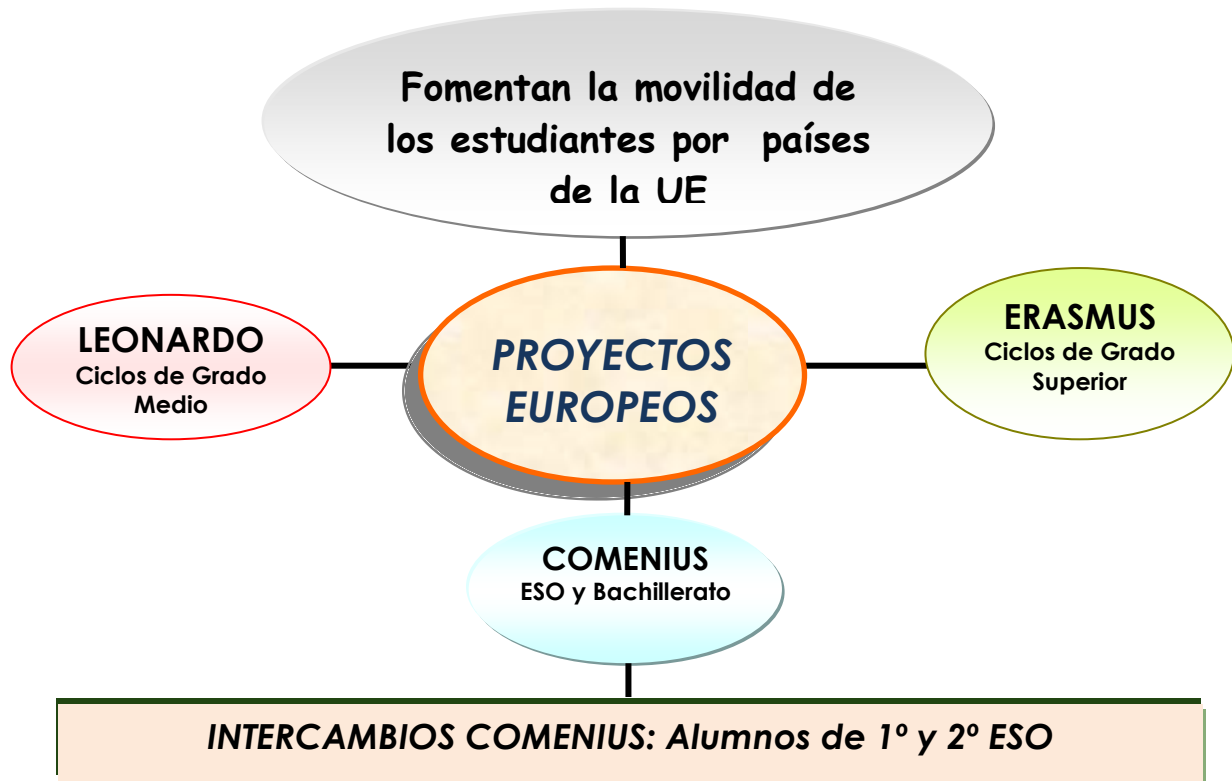 Fomentan la movilidad de
los estudiantes por países
de la UE
LEONARDO
Ciclos de Grado
Medio
PROYECTOS
EUROPEOS
ERASMUS
Ciclos de Grado
Superior
COMENIUS
ESO y Bachillerato
INTERCAMBIOS COMENIUS: Alumnos de 1º y 2º ESO